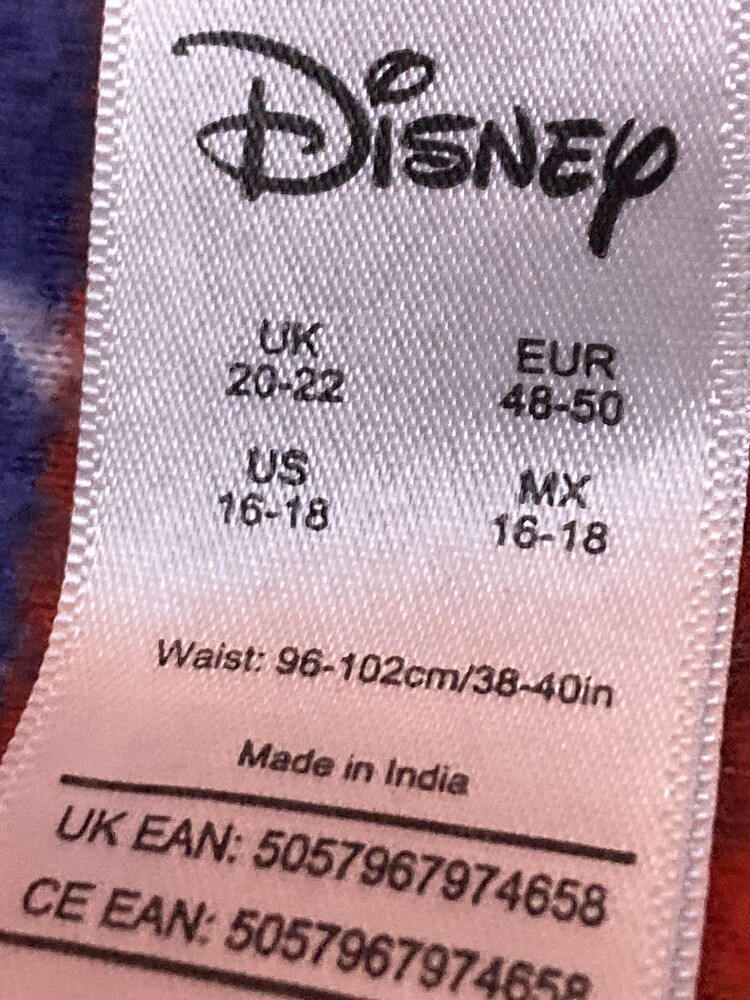 Disney
UK
20-22
EUR
48-50
US
16-18
MX
16-18
Waist: 96-102cm/38-40in
Made in India
UK EAN: 5057967974658
CE EAN: 5057967974658